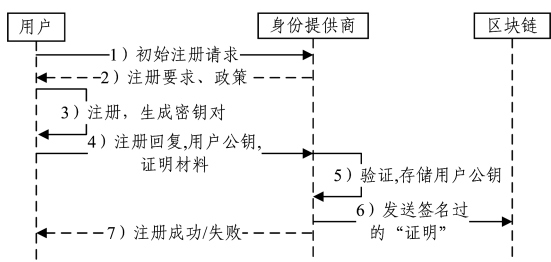 用户
身份提供商
区块链
1）初始注册请求
2）注册要求、政策
3）注册，生成密钥对
4）注册回复,用户公钥,
证明材料
5）验证,存储用户公钥
6）发送签名过
的“证明”
7）注册成功/失败